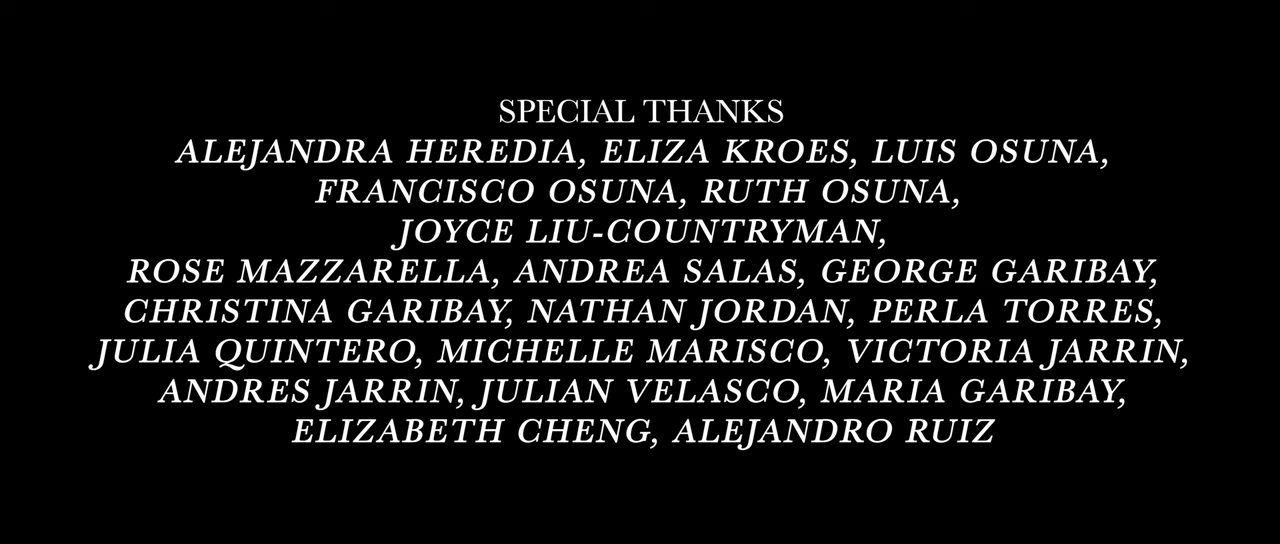 SPECIAL THANKS
ALEJANDRA HEREDIA, ELIZA KROES, LUIS OSUNA,
FRANCISCO OSUNA, RUTH OSUNA,
JOYCE LIU-COUNTRYMAN,
ROSE MAZZARELLA, ANDREA SALAS, GEORGE GARIBAY,
CHRISTINA GARIBAY, NATHAN JORDAN, PERLA TORRES,
JULIA QUINTERO, MICHELLE MARISCO, VICTORIA JARRIN,
ANDRES JARRIN, JULIAN VELASCO, MARIA GARIBAY,
ELIZABETH CHENG, ALEJANDRO RUIZ